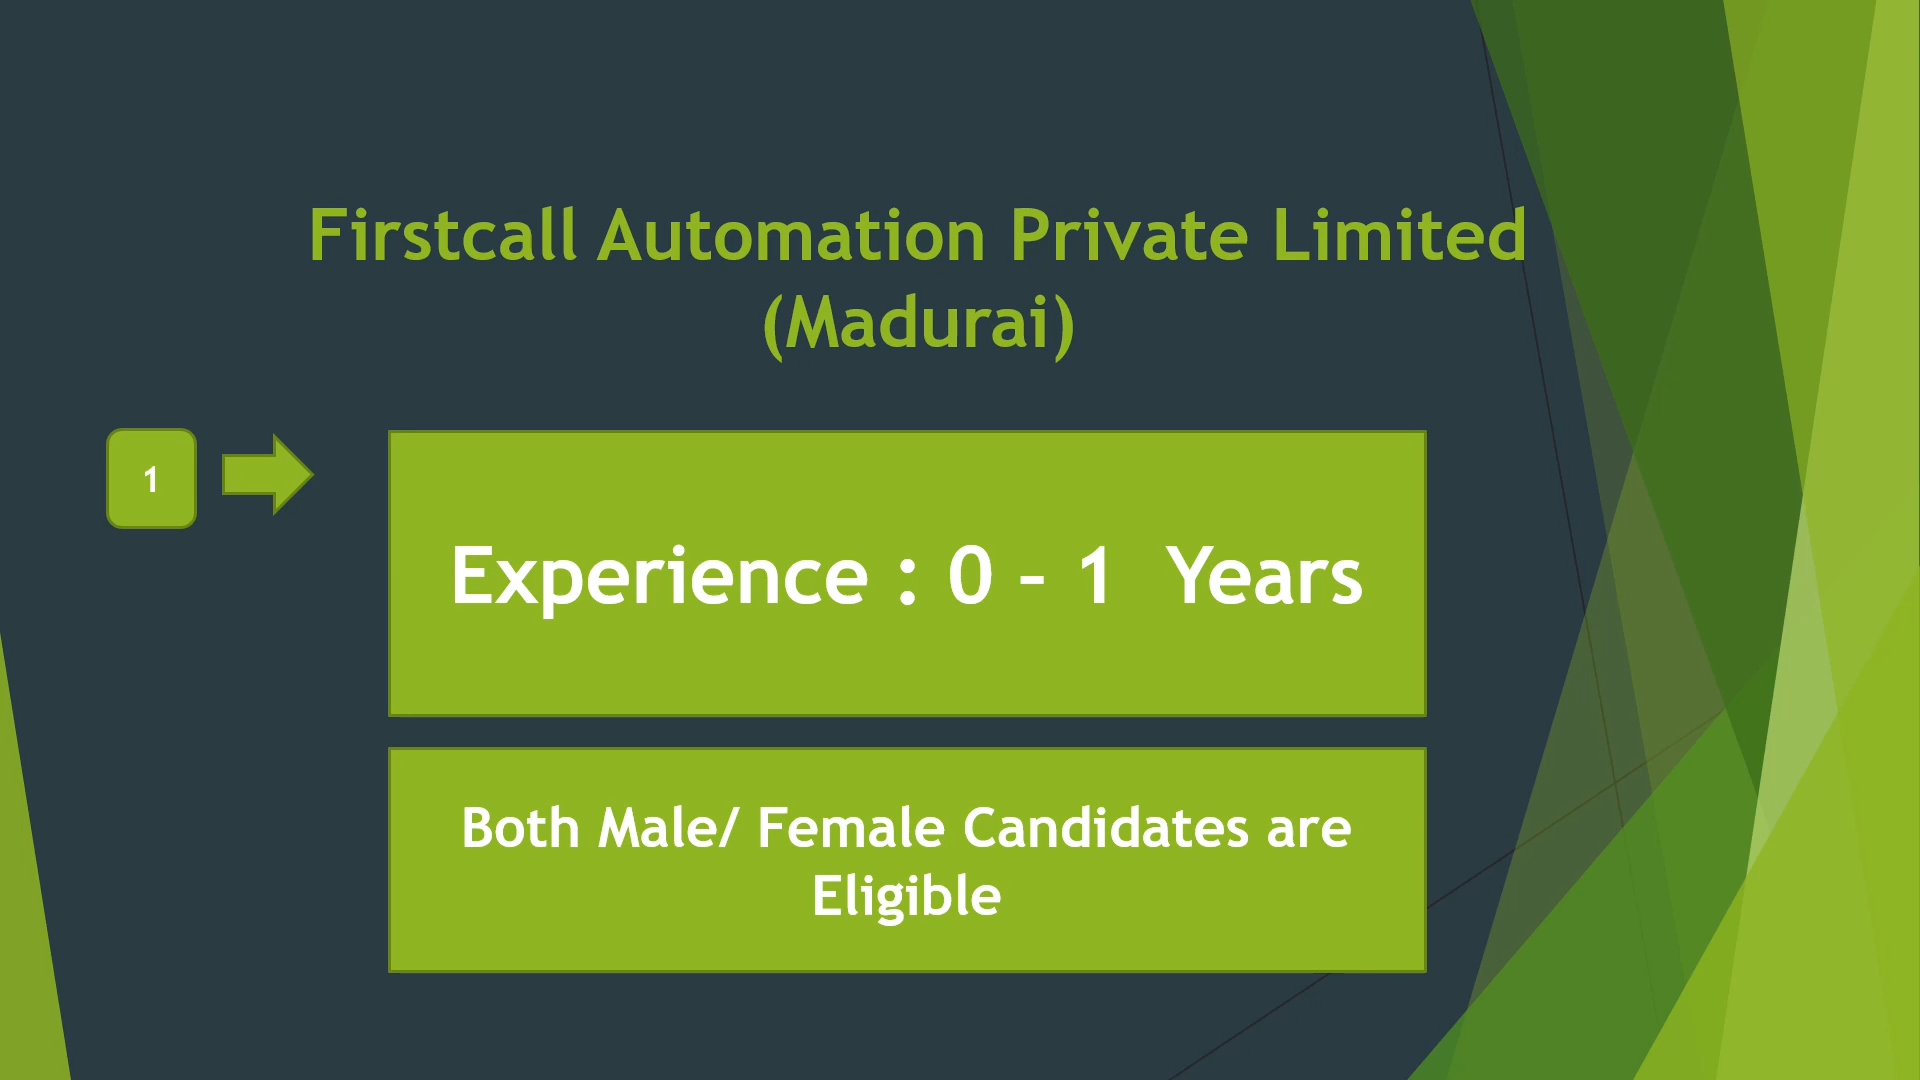 Firstcall Automation Private Limited
(Madurai)
1
Experience : 0 – 1  Years
Both Male/ Female Candidates are
Eligible